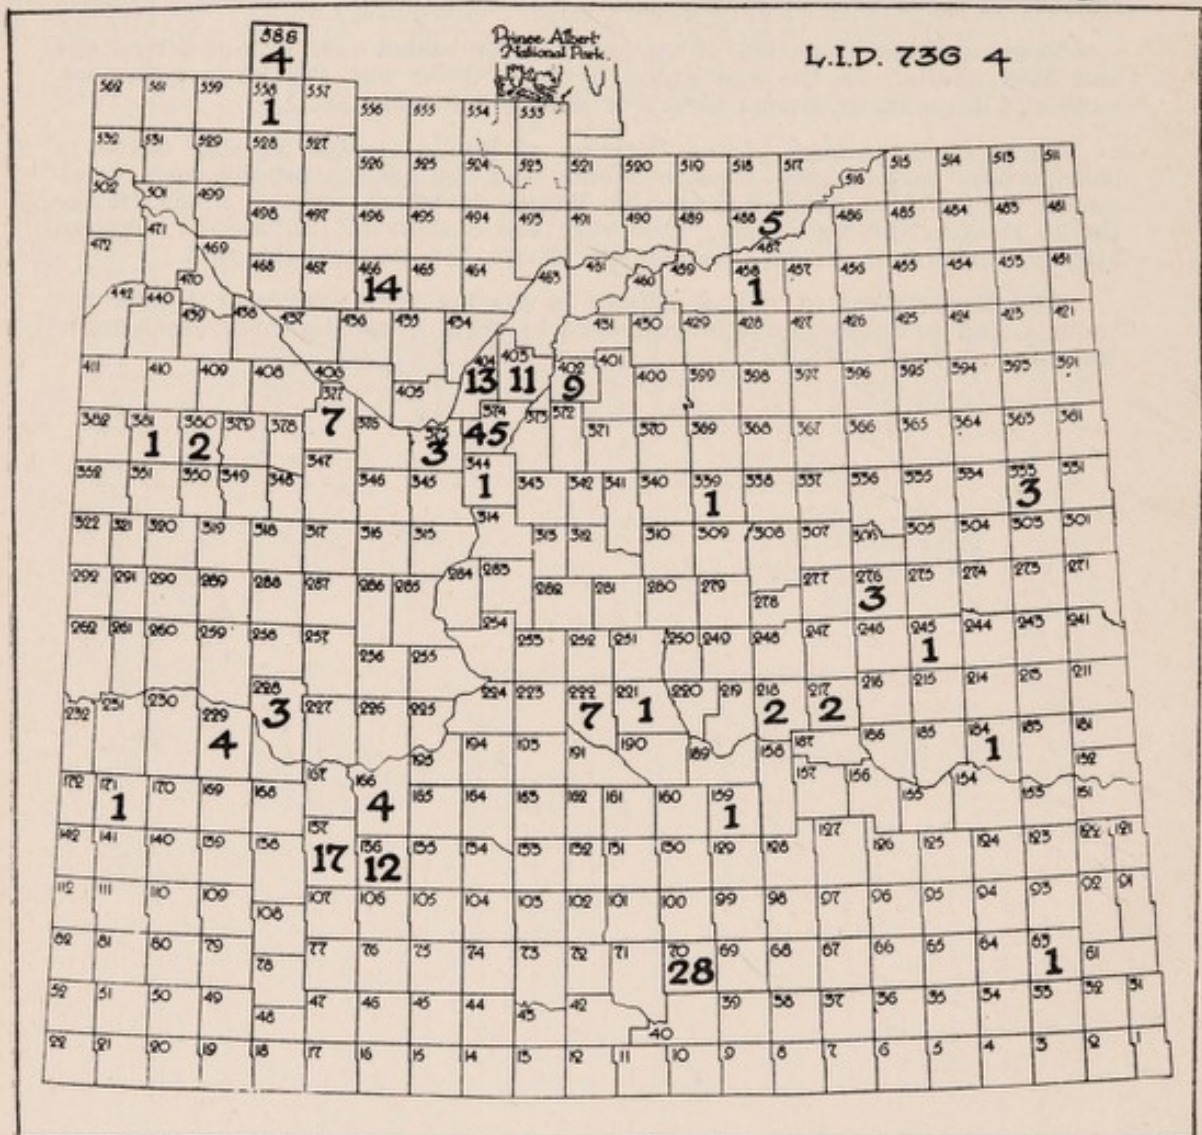 Prince Albert
National Park
L.I.D. 736 4
586
4
562 561 559 558 557
1
556 555 554 553
532 531 529 528 527
526 525 524 523 521 520 519 518 517 516 515 514 513 511
502 501 499
498 497 496 495 494 493 491 490 489 488 486 485 484 483 481
5
487
472 471 469
470
468 467 466 465 464 463 461 460 459 458 457 456 455 454 453 451
14 1
442 440 439 438 437 436 435 434 431 430 429 428 427 426 425 424 423 421
411 410 409 408 406 405 404 403 402 401 400 399 398 397 396 395 394 393 391
13 11 9
382 381 380 379 378 377 376 374 373 372 371 370 369 368 367 366 365 364 363 361
1 2 7 3 45
352 351 350 349 348 347 346 345 344 343 342 341 340 339 338 337 336 335 334 333 331
1 1 3
322 321 320 319 318 317 316 315 314 313 312 310 309 308 307 306 305 304 303 301
292 291 290 289 288 287 286 285 284 283 282 281 280 279 278 277 276 275 274 273 271
3
262 261 260 259 258 257 256 255 254 253 252 251 250 249 248 247 246 245 244 243 241
1
232 231 230 229 228 227 226 225 224 223 222 221 220 219 218 217 216 215 214 213 211
4 3 7 1 2 2
195 194 193 191 190 189 188 187 186 185 184 183 181
1
172 171 170 169 168 167 166 165 164 163 162 161 160 159 158 157 156 155 154 153 152 151
1 4 1
142 141 140 139 138 137 136 135 134 133 132 131 130 129 128 127 126 125 124 123 122 121
17 12
112 111 110 109 108 107 106 105 104 103 102 101 100 99 98 97 96 95 94 93 92 91
82 81 80 79 78 77 76 75 74 73 72 71 70 69 68 67 66 65 64 63 61
28 1
52 51 50 49 48 47 46 45 44 43 42 40 39 38 37 36 35 34 33 32 31
22 21 20 19 18 17 16 15 14 13 12 11 10 9 8 7 6 5 4 3 2 1